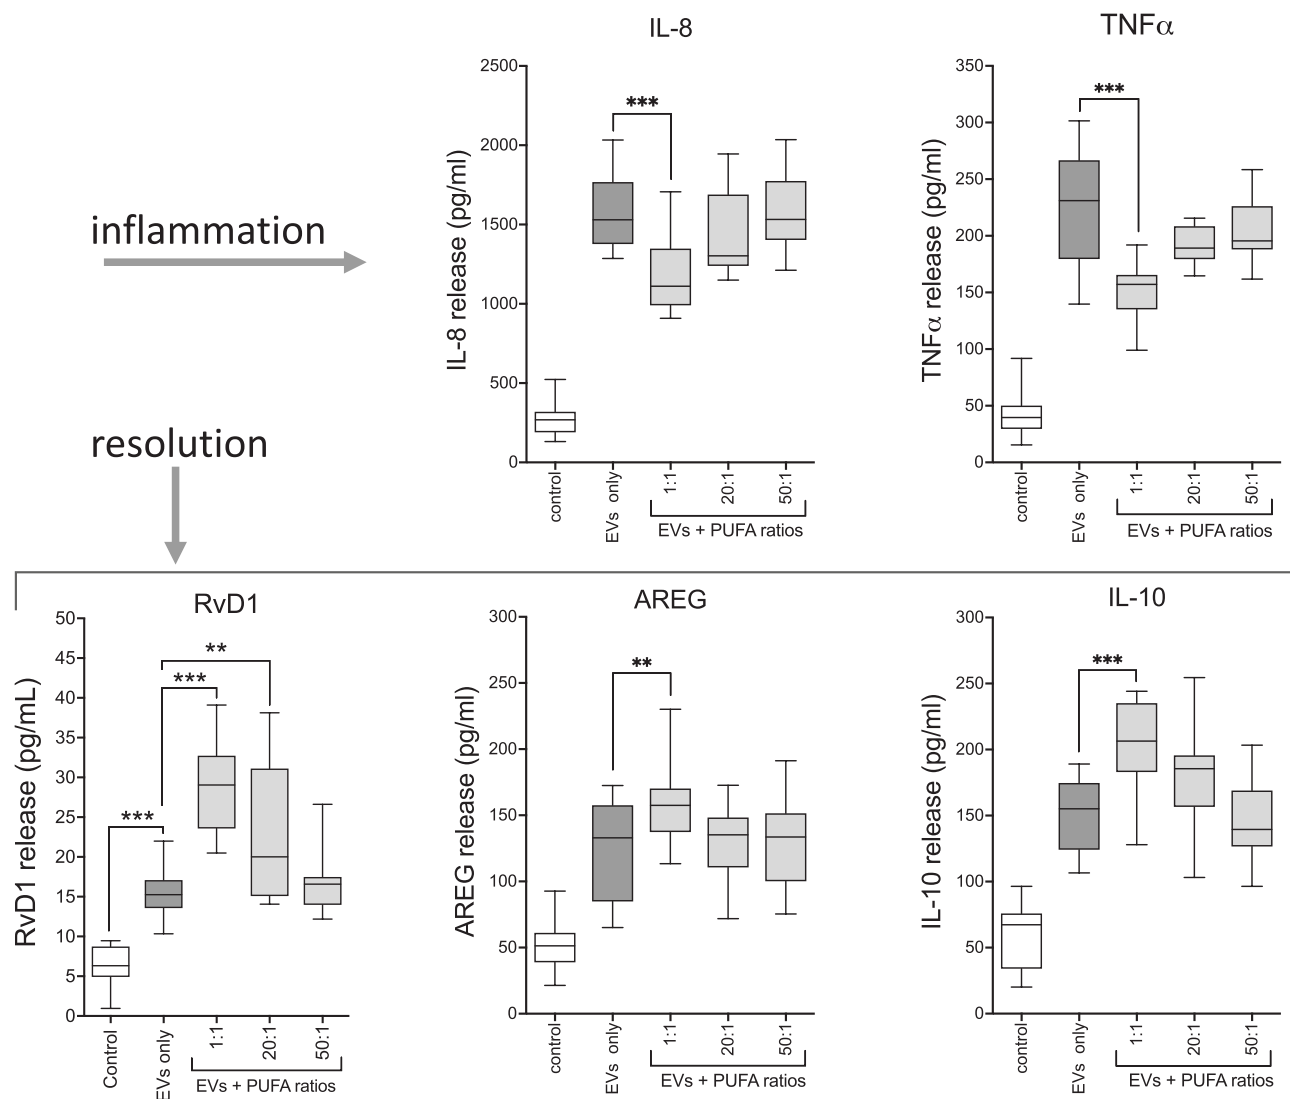 IL-8
2500
2000
1500
1000
500
0
IL-8 release (pg/ml)
***
control
EVs only
1:1
20:1
50:1
EVs + PUFA ratios
TNFα
350
300
250
200
150
100
50
0
TNFα release (pg/ml)
***
control
EVs only
1:1
20:1
50:1
EVs + PUFA ratios
inflammation
resolution
RvD1
50
45
40
35
30
25
20
15
10
5
0
RvD1 release (pg/mL)
**
***
***
Control
EVs only
1:1
20:1
50:1
EVs + PUFA ratios
AREG
300
250
200
150
100
50
0
AREG release (pg/ml)
**
control
EVs only
1:1
20:1
50:1
EVs + PUFA ratios
IL-10
300
250
200
150
100
50
0
IL-10 release (pg/ml)
***
control
EVs only
1:1
20:1
50:1
EVs + PUFA ratios